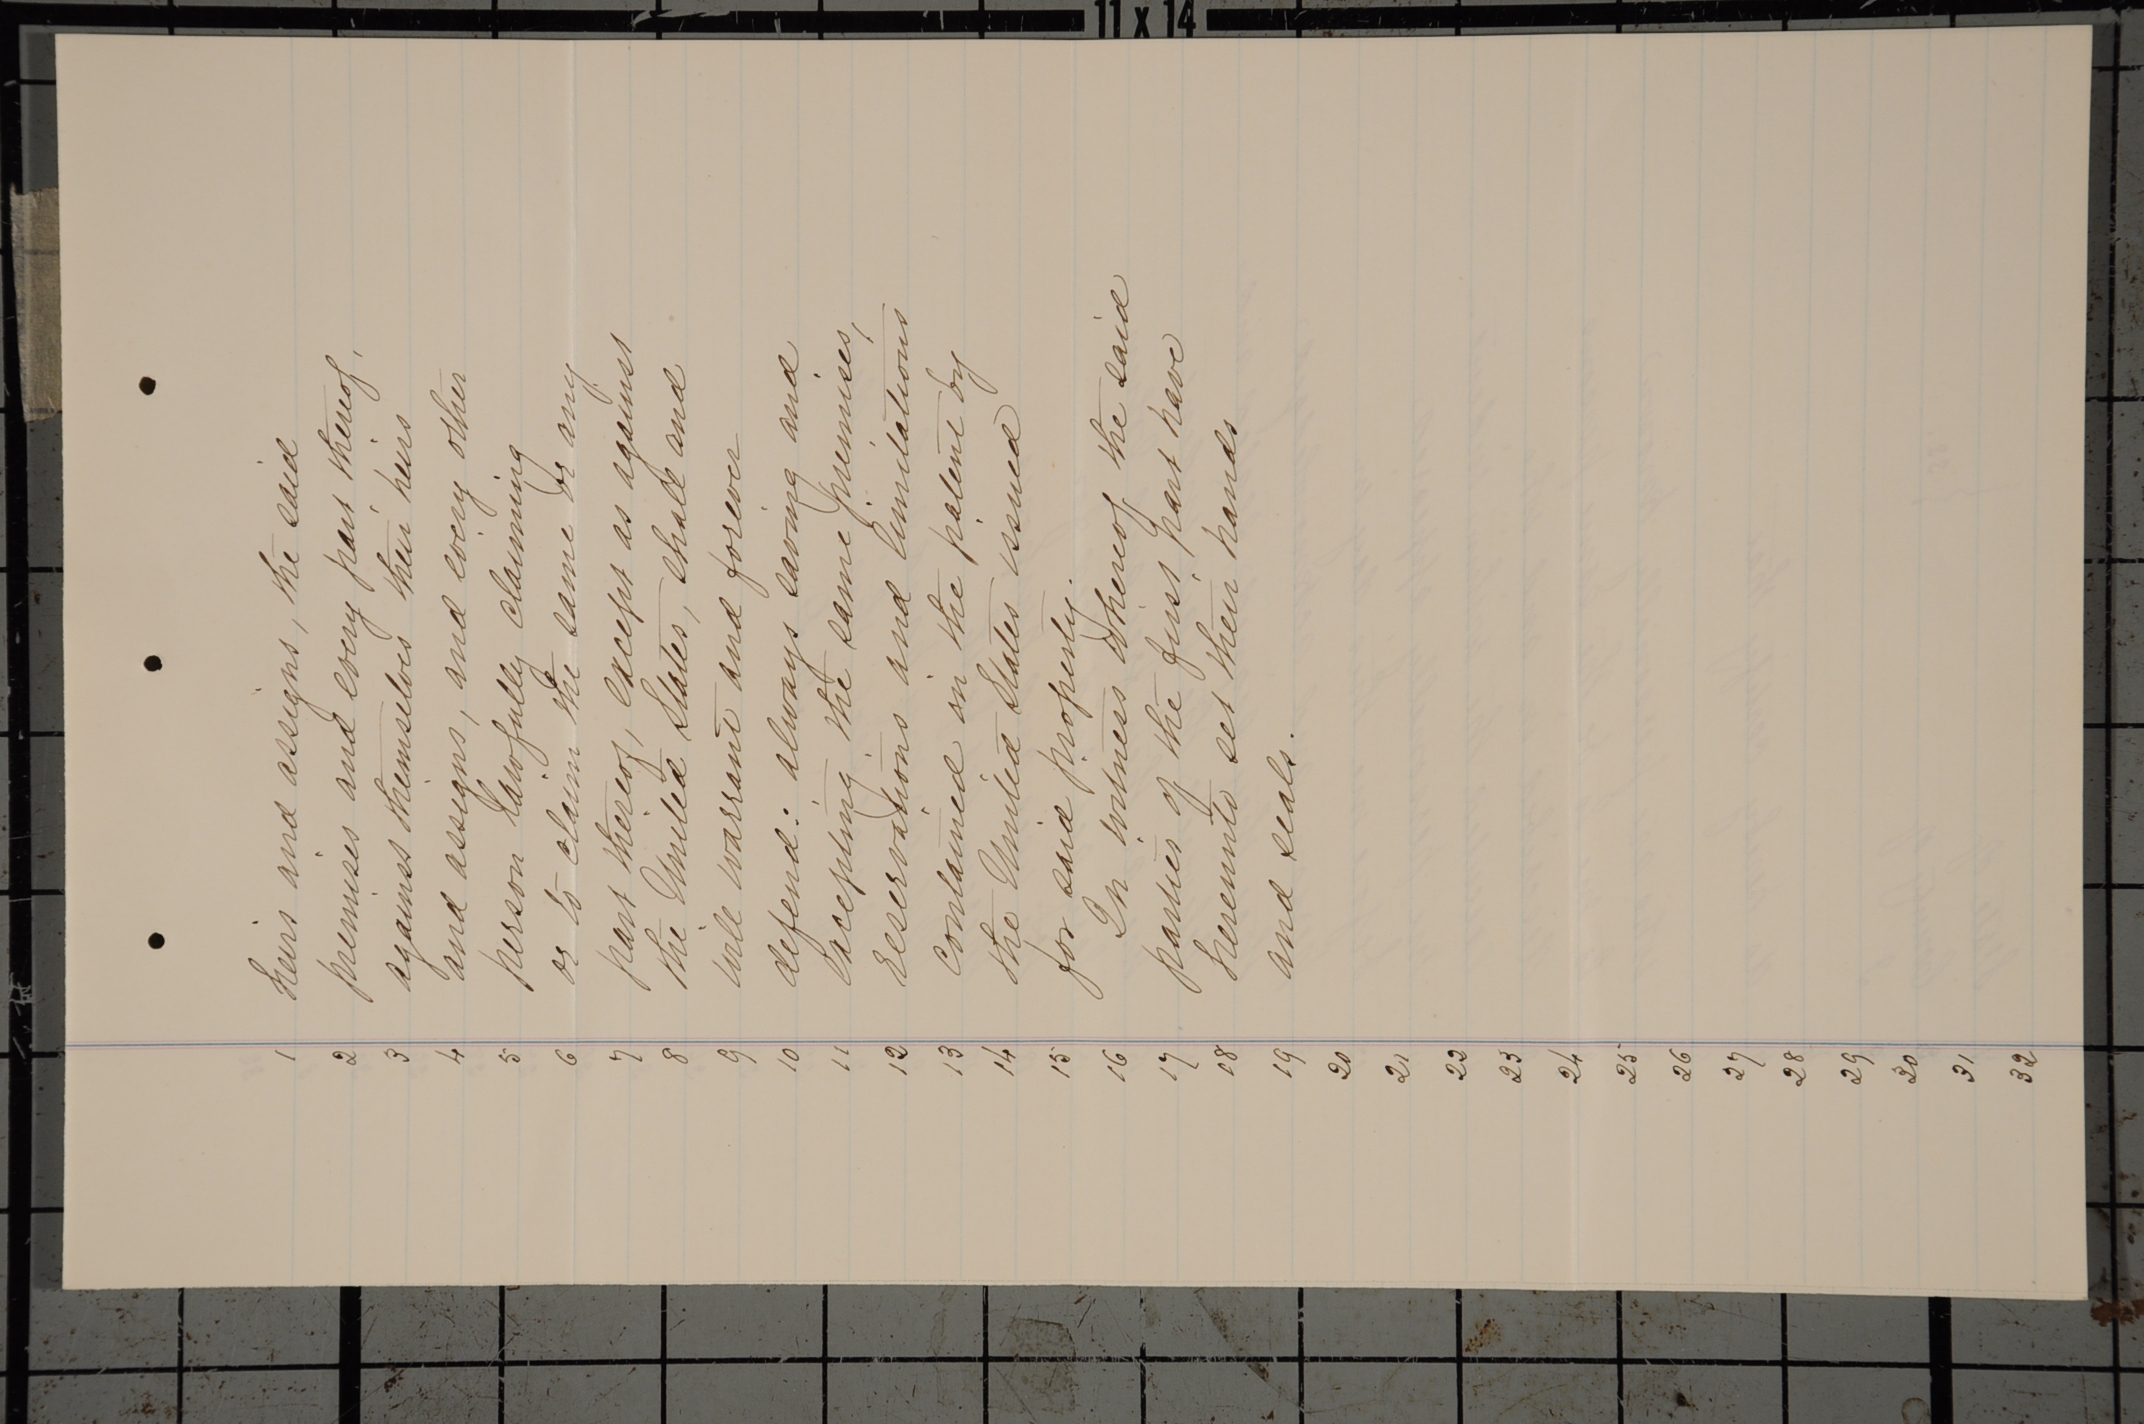 11 x 14
1 heirs and assigns, the said
2 premises and every part thereof,
3 against themselves their heirs
4 and assigns, and every other
5 person lawfully claiming
6 or to claim the same or any
7 part thereof, except as against
8 the United States, shall and
9 will warrant and forever
10 defend: always saving and
11 excepting the same premises,
12 reservations and limitations
13 contained in the patent by
14 the United States issued
15 for said property.
16 In witness whereof the said
17 parties of the first part have
18 hereunto set their hands
19 and seals.
20
21
22
23
24
25
26
27
28
29
30
31
32